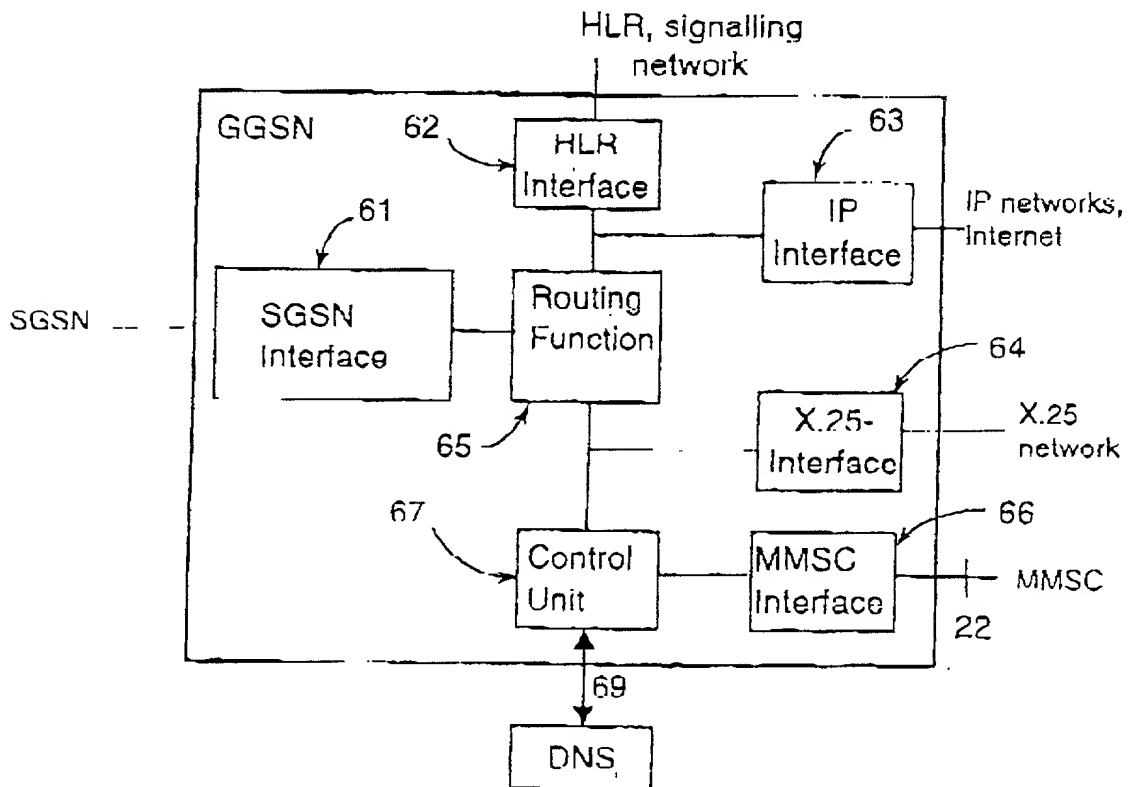 HLR, signalling
network
GGSN
62
HLR
Interface
63
IP
Interface
IP networks,
Internet
61
SGSN
SGSN
Interface
Routing
Function
64
65
X.25-
Interface
X.25
network
67
66
Control
Unit
MMSC
Interface
MMSC
22
69
DNS